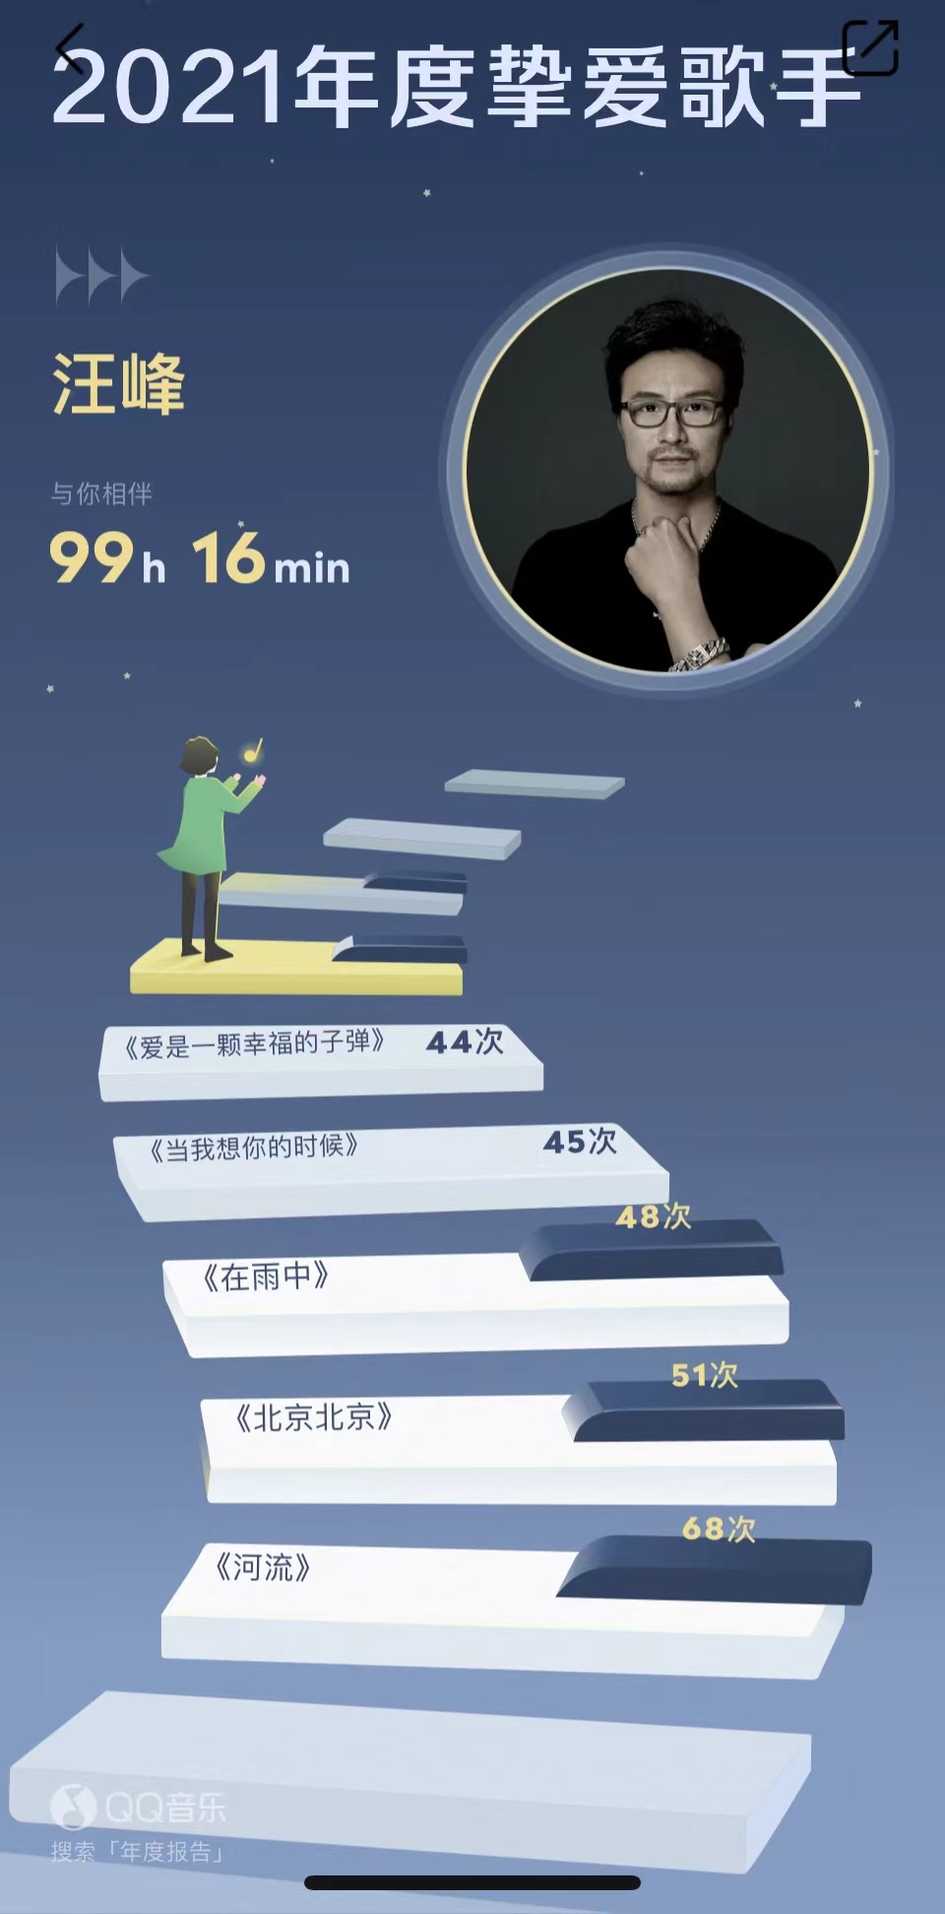 2021年度挚爱歌手
汪峰
与你相伴
99h 16min
《爱是一颗幸福的子弹》 44次
《当我想你的时候》 45次
《在雨中》 48次
《北京北京》 51次
《河流》 68次
QQ音乐
搜索「年度报告」